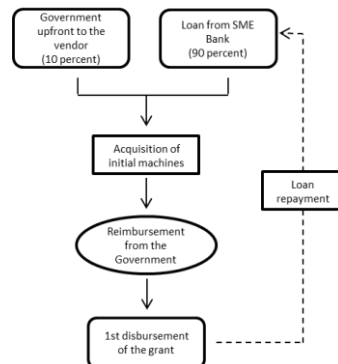 Government
upfront to the
vendor
(10 percent)
Loan from SME
Bank
(90 percent)
Acquisition of
initial machines
Loan
repayment
Reimbursement
from the
Government
1st disbursement
of the grant